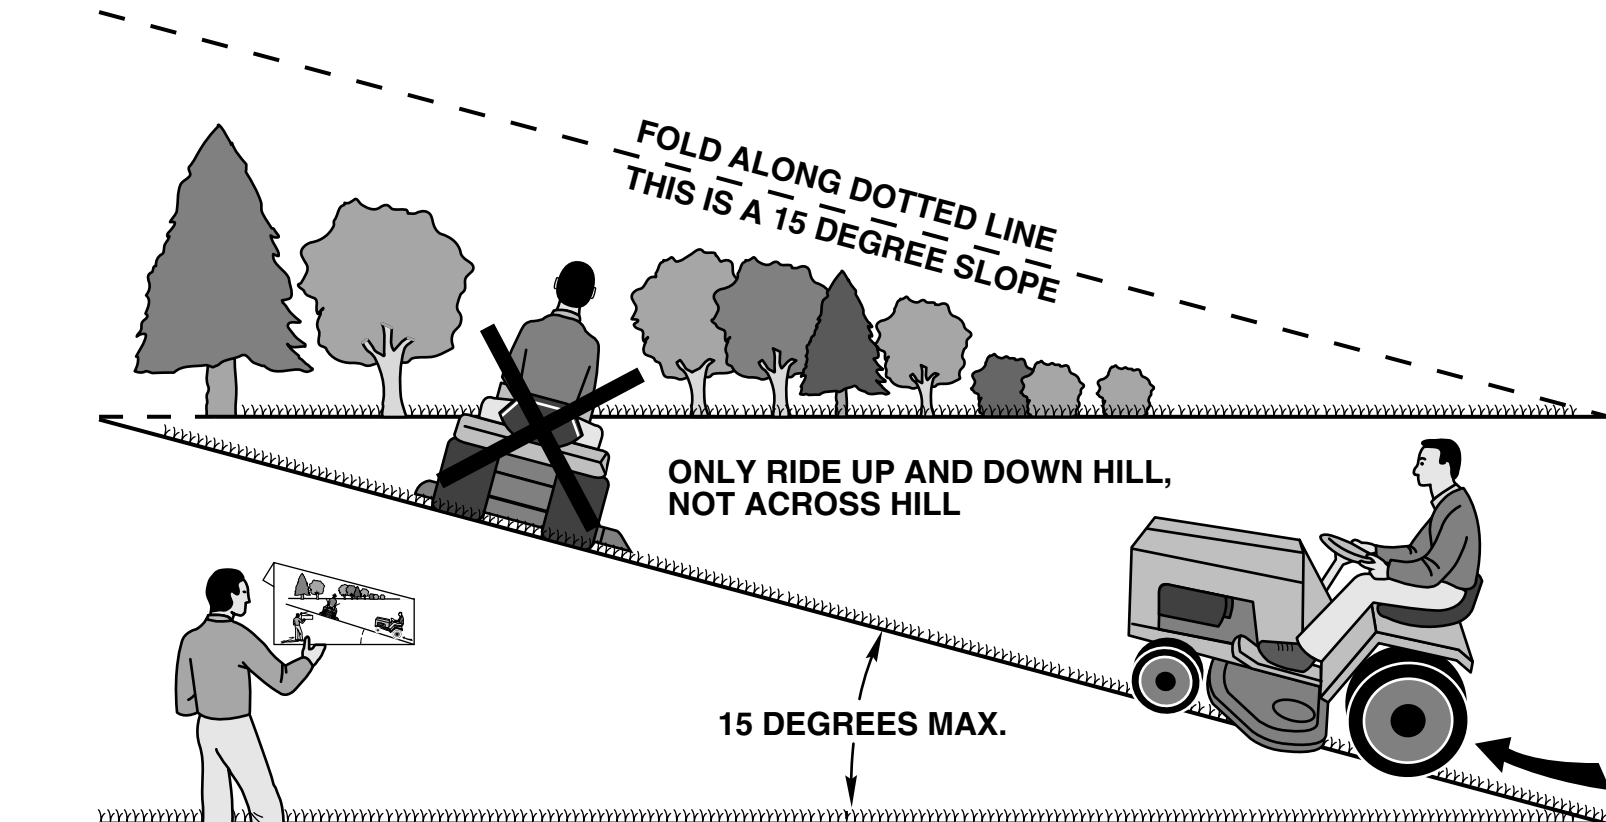 FOLD ALONG DOTTED LINE
THIS IS A 15 DEGREE SLOPE
ONLY RIDE UP AND DOWN HILL,
NOT ACROSS HILL
15 DEGREES MAX.